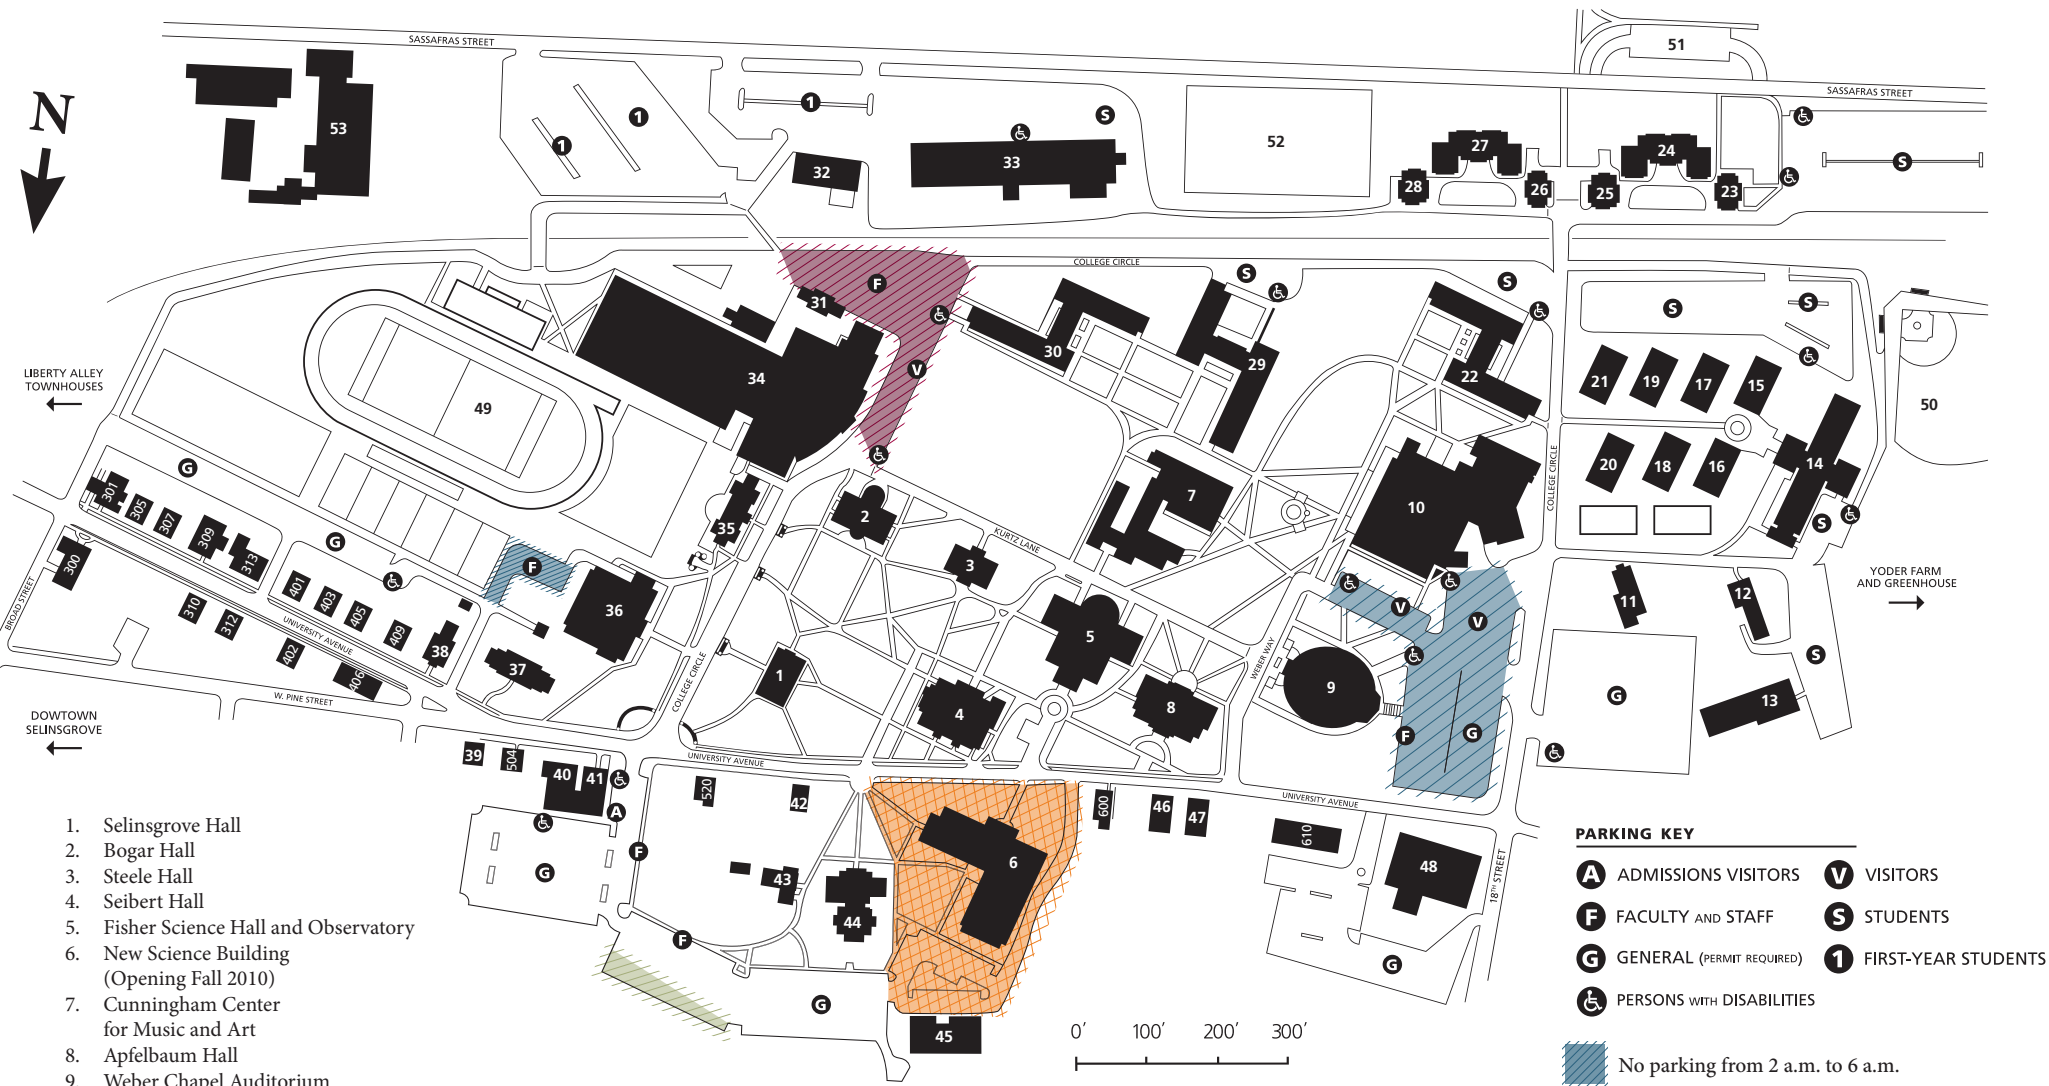 SASSAFRAS STREET
51
SASSAFRAS STREET
N
53
1
1
1
S
52
33
32
27
24
S
28
26
25
23
COLLEGE CIRCLE
F
31
S
S
S
S
30
29
22
34
V
LIBERTY ALLEY
TOWNHOUSES
49
21
19
17
15
50
COLLEGE CIRCLE
G
301
305
307
309
313
G
300
BROAD STREET
310
312
401
403
405
409
402
406
38
UNIVERSITY AVENUE
W. PINE STREET
F
36
37
35
2
3
KURTZ LANE
7
10
20
18
16
14
S
YODER FARM
AND GREENHOUSE
11
12
S
13
G
5
1
4
8
9
WEBER WAY
V
V
F
G
COLLEGE CIRCLE
DOWTOWN
SELINSGROVE
39
504
40
41
A
G
UNIVERSITY AVENUE
520
42
F
43
44
F
G
6
45
600
46
47
UNIVERSITY AVENUE
610
48
18TH STREET
G
0′ 100′ 200′ 300′
1. Selinsgrove Hall
2. Bogar Hall
3. Steele Hall
4. Seibert Hall
5. Fisher Science Hall and Observatory
6. New Science Building
(Opening Fall 2010)
7. Cunningham Center
for Music and Art
8. Apfelbaum Hall
9. Weber Chapel Auditorium
PARKING KEY
A ADMISSIONS VISITORS
V VISITORS
F FACULTY AND STAFF
S STUDENTS
G GENERAL (PERMIT REQUIRED)
1 FIRST-YEAR STUDENTS
PERSONS WITH DISABILITIES
No parking from 2 a.m. to 6 a.m.